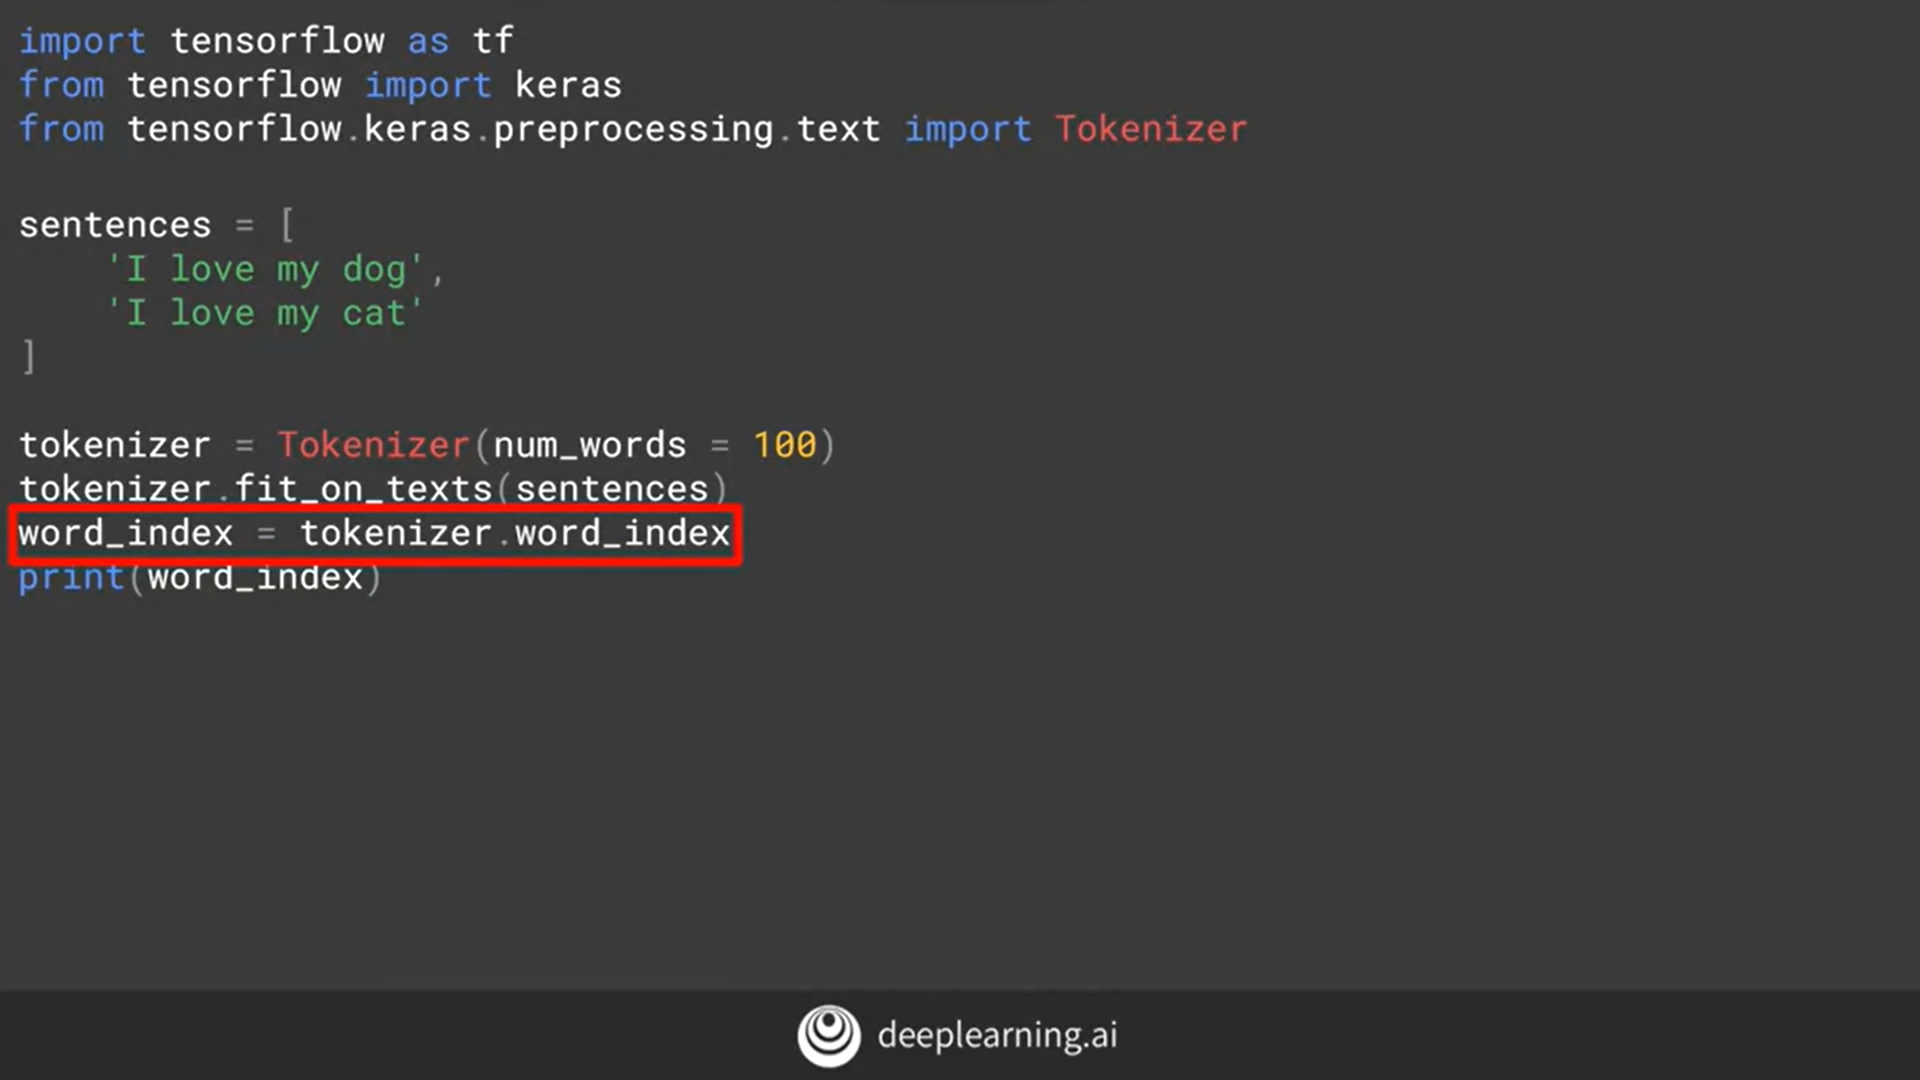 import tensorflow as tf
from tensorflow import keras
from tensorflow.keras.preprocessing.text import Tokenizer
sentences = [
    'I love my dog',
    'I love my cat'
]
tokenizer = Tokenizer(num_words = 100)
tokenizer.fit_on_texts(sentences)
word_index = tokenizer.word_index
print(word_index)
deeplearning.ai